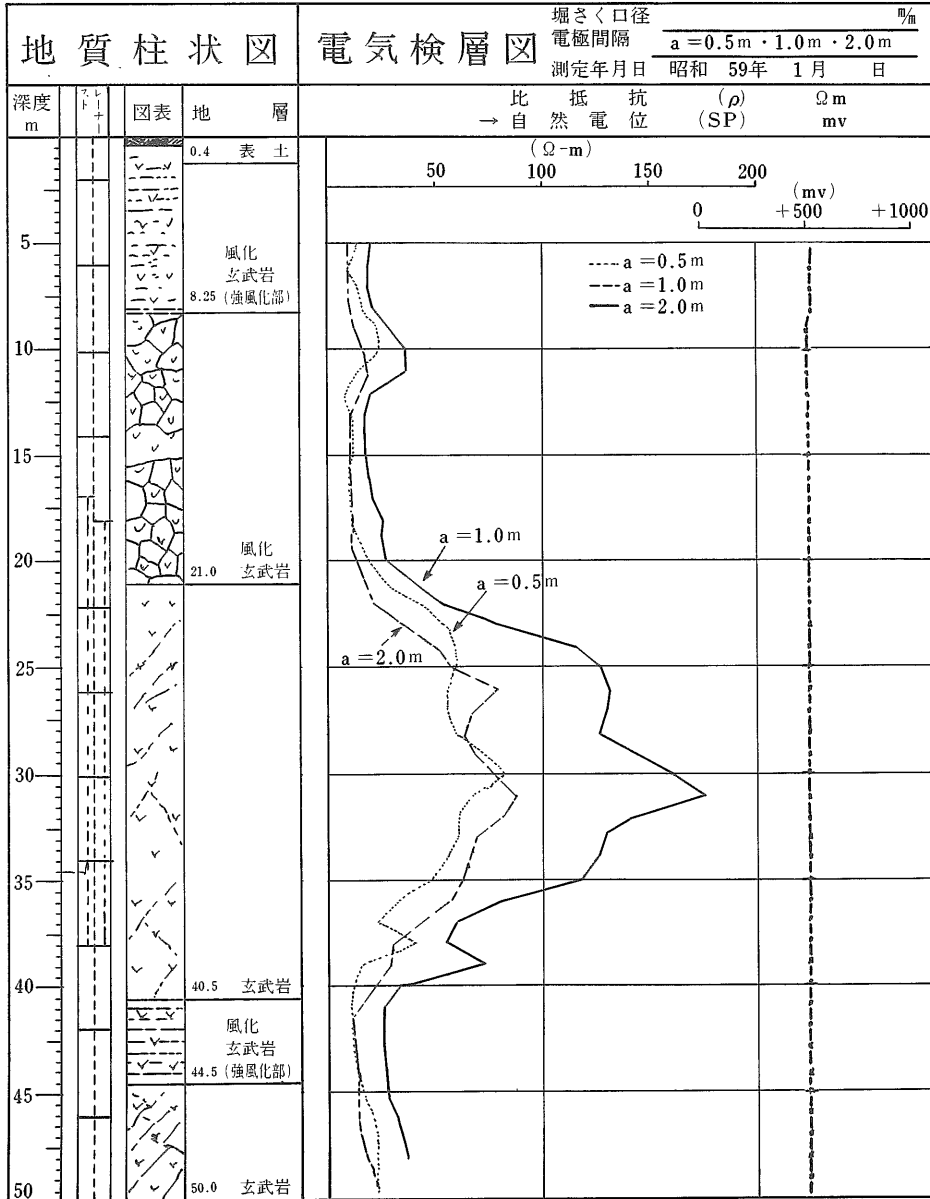 地質柱状図
電気検層図
堀さく口径 m/m
電極間隔 a=0.5m・1.0m・2.0m
測定年月日 昭和 59年 1月 日
深度 m
ストレーナー
図表
地層
比抵抗 (ρ) Ωm
→自然電位 (SP) mv
0.4 表土
(Ω-m)
50 100 150 200
(mv)
0 +500 +1000
5
風化
玄武岩
8.25 (強風化部)
a=0.5m
a=1.0m
a=2.0m
10
15
20
風化
21.0 玄武岩
a=1.0m
a=0.5m
a=2.0m
25
30
35
40
40.5 玄武岩
風化
玄武岩
44.5 (強風化部)
45
50
50.0 玄武岩